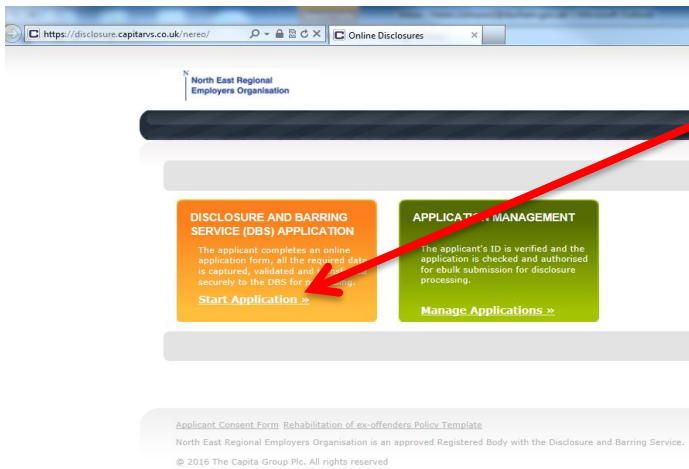 https://disclosure.capitarvs.co.uk/nereo/
Online Disclosures
N
North East Regional
Employers Organisation
DISCLOSURE AND BARRING
SERVICE (DBS) APPLICATION
The applicant completes an online
application form, all the required data
is captured, validated and
securely to the DBS for
Start Application »
APPLICATION MANAGEMENT
The applicant's ID is verified and the
application is checked and authorised
for ebulk submission for disclosure
processing.
Manage Applications »
Applicant Consent Form Rehabilitation of ex-offenders Policy Template
North East Regional Employers Organisation is an approved Registered Body with the Disclosure and Barring Service.
© 2016 The Capita Group Plc. All rights reserved